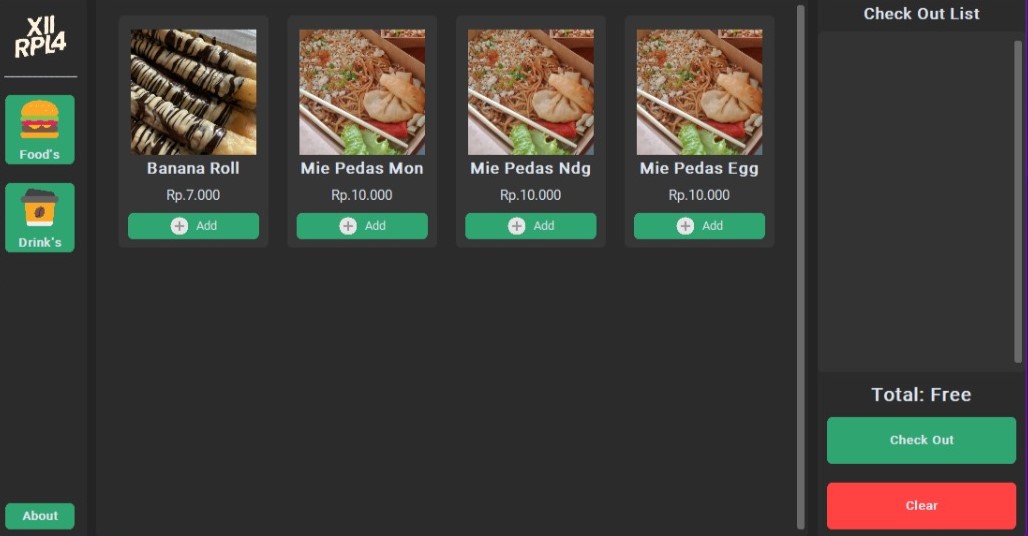 XII
RPL4
Food's
Drink's
About
Banana Roll
Rp.7.000
Add
Mie Pedas Mon
Rp.10.000
Add
Mie Pedas Ndg
Rp.10.000
Add
Mie Pedas Egg
Rp.10.000
Add
Check Out List
Total: Free
Check Out
Clear